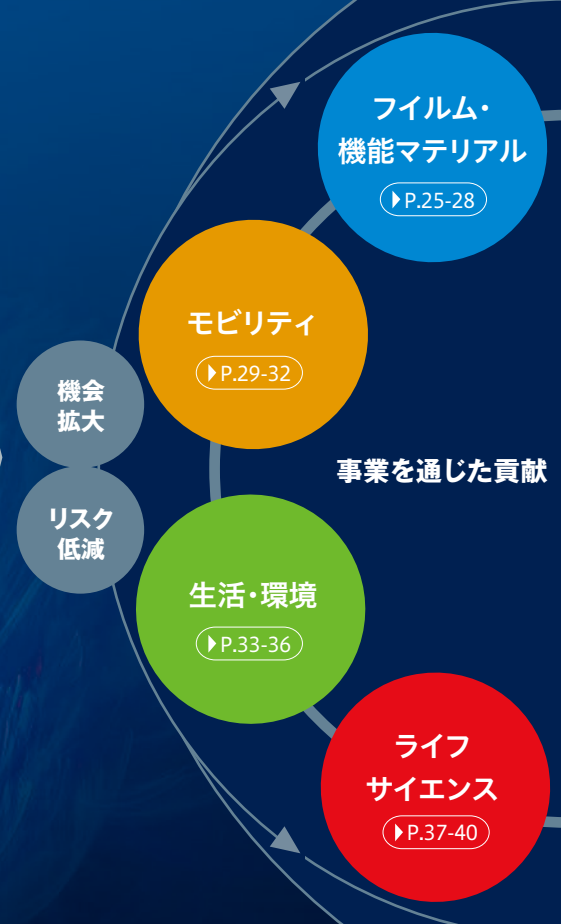 フイルム・
機能マテリアル
P.25-28
モビリティ
P.29-32
機会
拡大
事業を通じた貢献
リスク
低減
生活・環境
P.33-36
ライフ
サイエンス
P.37-40